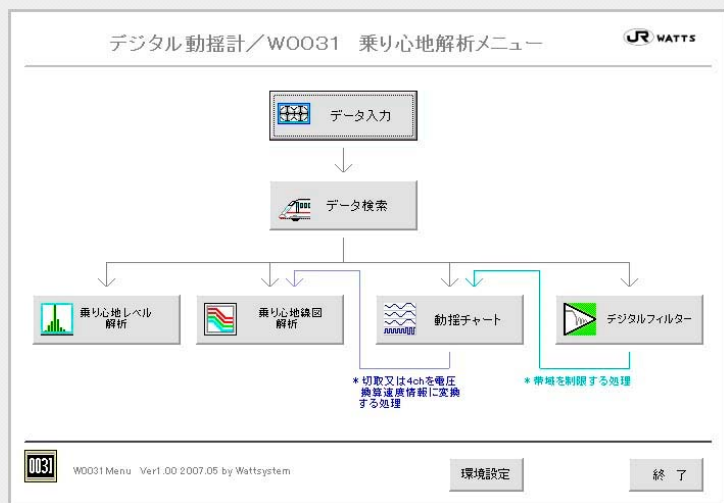 デジタル動揺計／W0031 乗り心地解析メニュー
JR WATTS
データ入力
データ検索
乗り心地レベル
解析
乗り心地線図
解析
動揺チャート
デジタルフィルター
＊切取又は4chを電圧
換算速度情報に変換
する処理
＊帯域を制限する処理
0031
W0031Menu Ver1.00 2007.05 by Wattsystem
環境設定
終 了